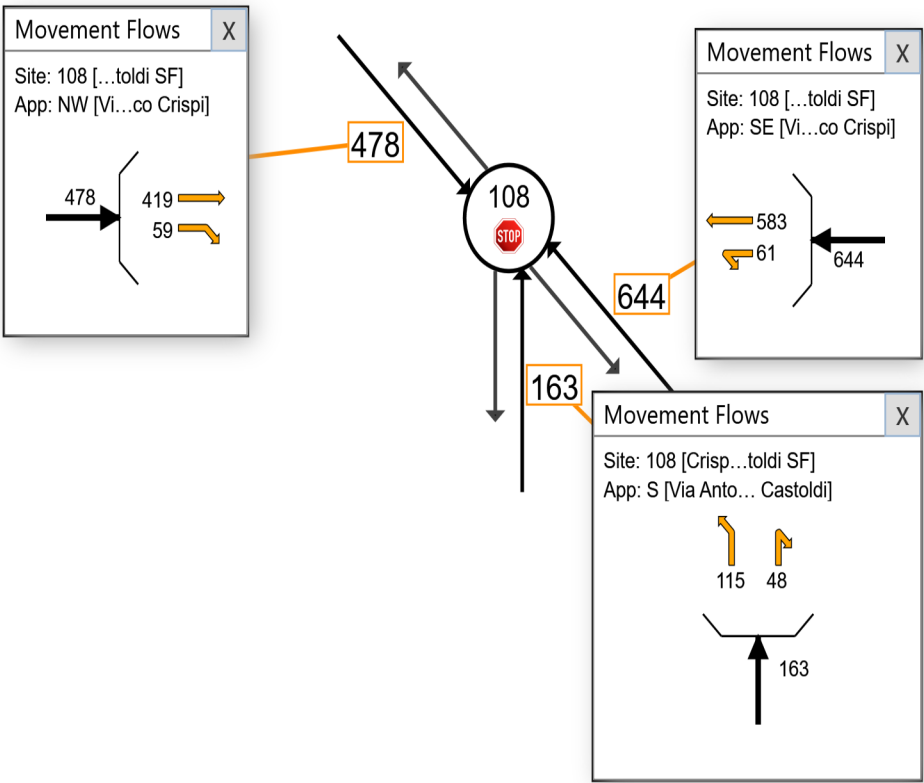 Movement Flows X
Site: 108 [...toldi SF]
App: NW [Vi...co Crispi]
478
419
59
478
108
STOP
Movement Flows X
Site: 108 [...toldi SF]
App: SE [Vi...co Crispi]
583
61
644
644
163
Movement Flows X
Site: 108 [Crisp...toldi SF]
App: S [Via Anto... Castoldi]
115 48
163